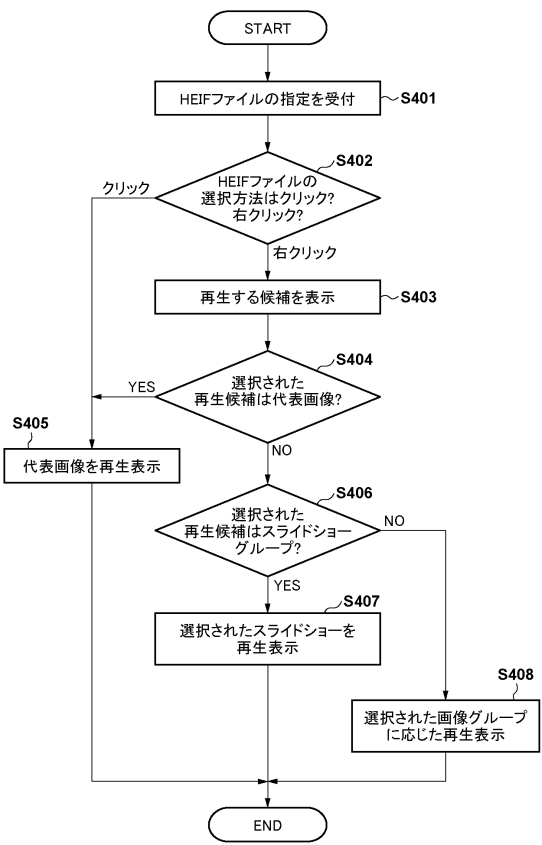 START
HEIFファイルの指定を受付
S401
S402
HEIFファイルの
選択方法はクリック?
右クリック?
クリック
右クリック
再生する候補を表示
S403
S404
選択された
再生候補は代表画像?
YES
NO
S405
代表画像を再生表示
S406
選択された
再生候補はスライドショー
グループ?
NO
YES
S407
選択されたスライドショーを
再生表示
S408
選択された画像グループ
に応じた再生表示
END